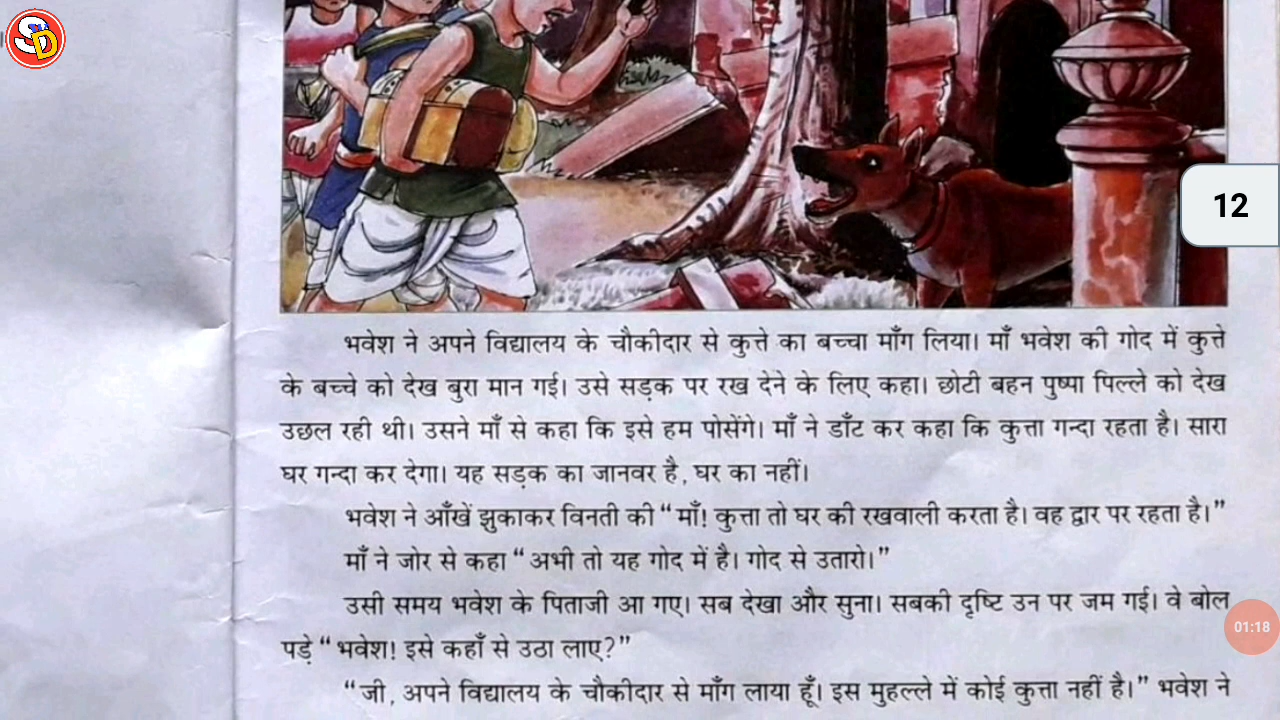 SD
12
भवेश ने अपने विद्यालय के चौकीदार से कुत्ते का बच्चा माँग लिया। माँ भवेश की गोद में कुत्ते
के बच्चे को देख बुरा मान गई। उसे सड़क पर रख देने के लिए कहा। छोटी बहन पुष्पा पिल्ले को देख
उछल रही थी। उसने माँ से कहा कि इसे हम पोसेंगे। माँ ने डाँट कर कहा कि कुत्ता गन्दा रहता है। सारा
घर गन्दा कर देगा। यह सड़क का जानवर है, घर का नहीं।
भवेश ने आँखें झुकाकर विनती की “माँ! कुत्ता तो घर की रखवाली करता है। वह द्वार पर रहता है।”
माँ ने जोर से कहा “अभी तो यह गोद में है। गोद से उतारो।”
उसी समय भवेश के पिताजी आ गए। सब देखा और सुना। सबकी दृष्टि उन पर जम गई। वे बोल
01:18
पड़े “भवेश! इसे कहाँ से उठा लाए?”
“जी, अपने विद्यालय के चौकीदार से माँग लाया हूँ। इस मुहल्ले में कोई कुत्ता नहीं है।” भवेश ने